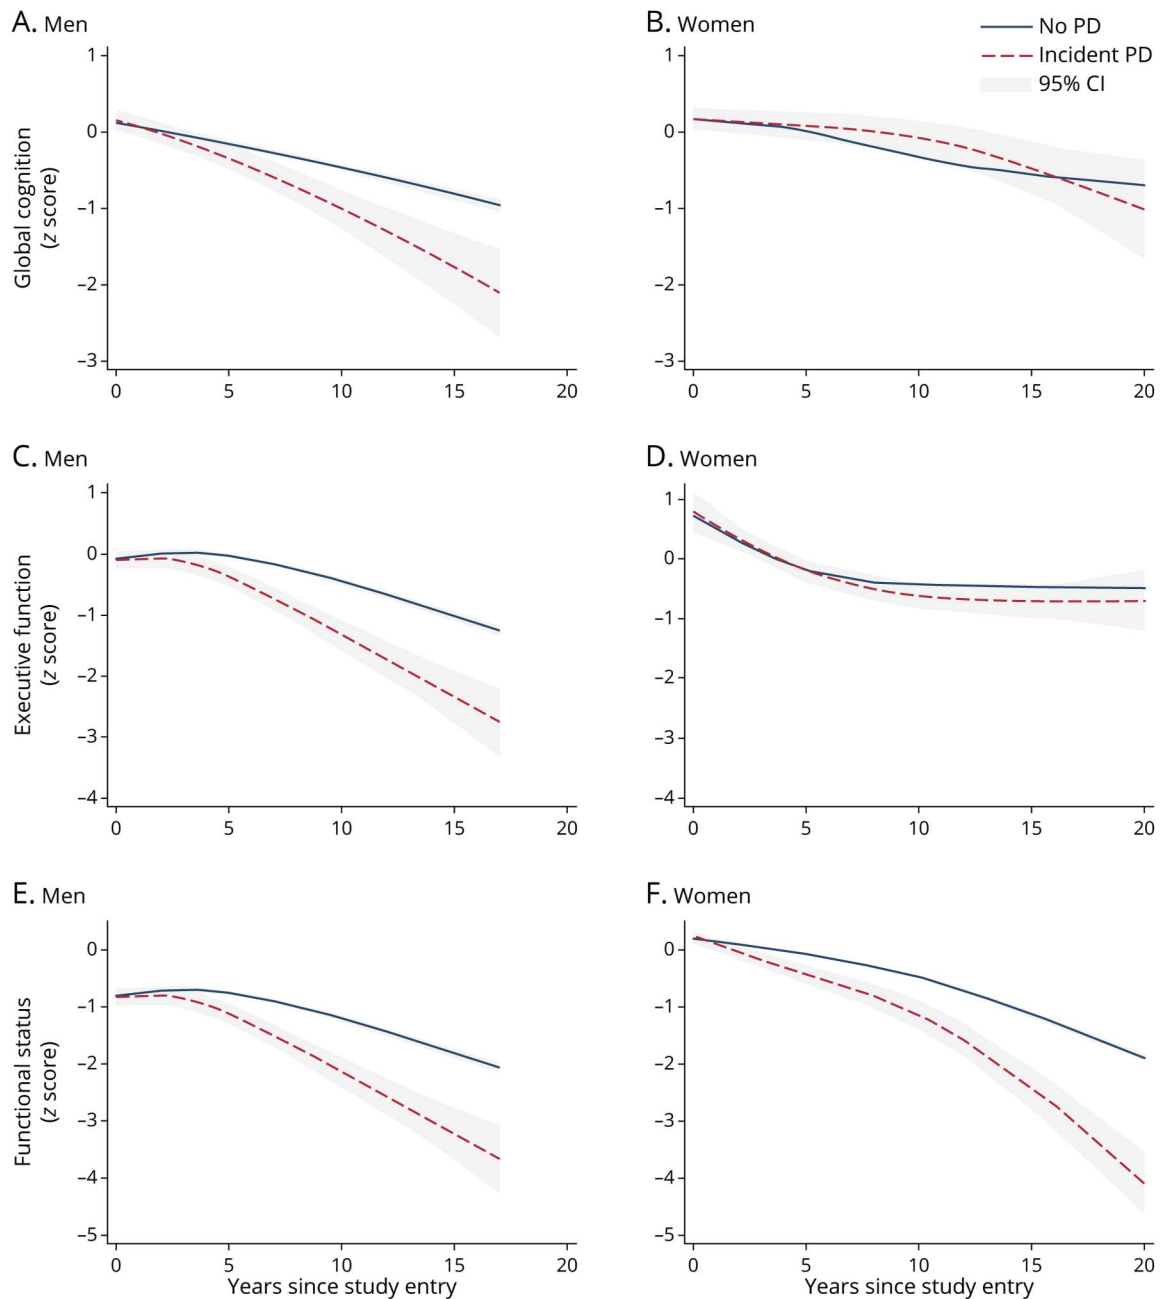 A. Men
B. Women
No PD
Incident PD
95% CI
Global cognition
(z score)
1
0
–1
–2
–3
0 5 10 15 20
1
0
–1
–2
–3
0 5 10 15 20
C. Men
D. Women
Executive function
(z score)
1
0
–1
–2
–3
–4
0 5 10 15 20
1
0
–1
–2
–3
–4
0 5 10 15 20
E. Men
F. Women
Functional status
(z score)
0
–1
–2
–3
–4
–5
0 5 10 15 20
Years since study entry
0
–1
–2
–3
–4
–5
0 5 10 15 20
Years since study entry